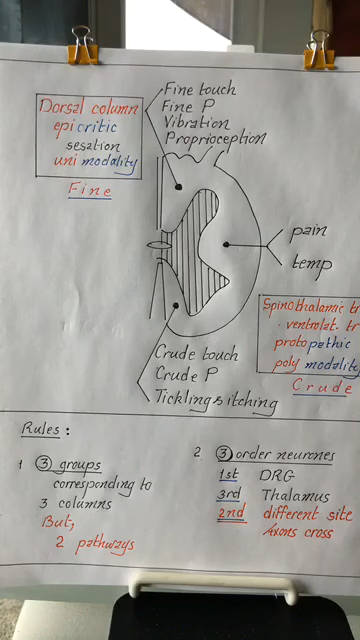 Fine touch
Fine P
Vibration
Proprioception
Dorsal column
epicritic
sesation
uni modality
Fine
pain
temp
Spinothalamic tr
ventrolat. tr
proto pathic
poly modality
Crude
Crude touch
Crude P
Tickling & itching
Rules :
1 3 groups
corresponding to
3 columns
But,
2 pathways
2 3 order neurones
1st DRG
3rd Thalamus
2nd different site
Axons cross